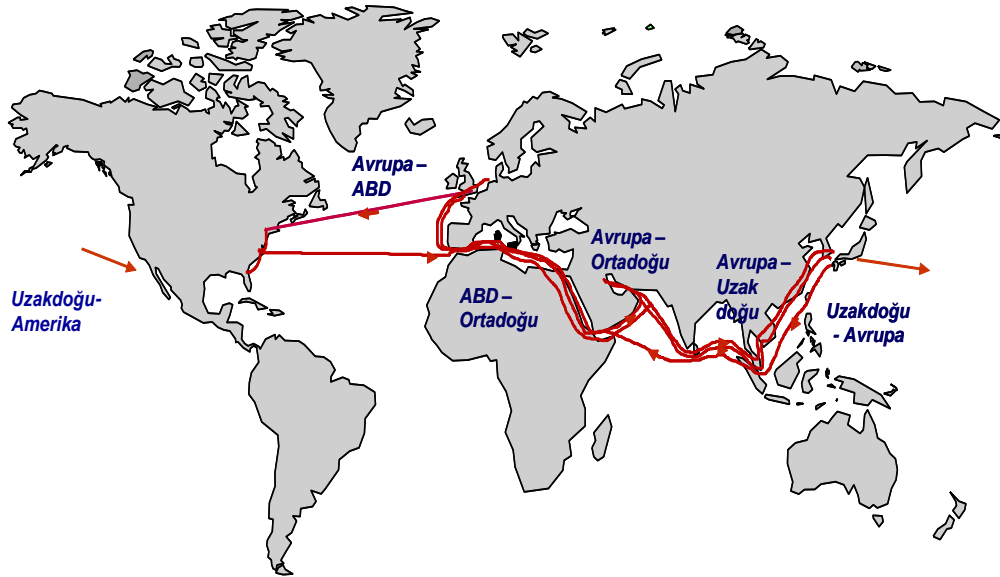 Avrupa –
ABD
Avrupa –
Ortadoğu
Avrupa –
Uzak
doğu
Uzakdoğu-
Amerika
ABD –
Ortadoğu
Uzakdoğu
- Avrupa